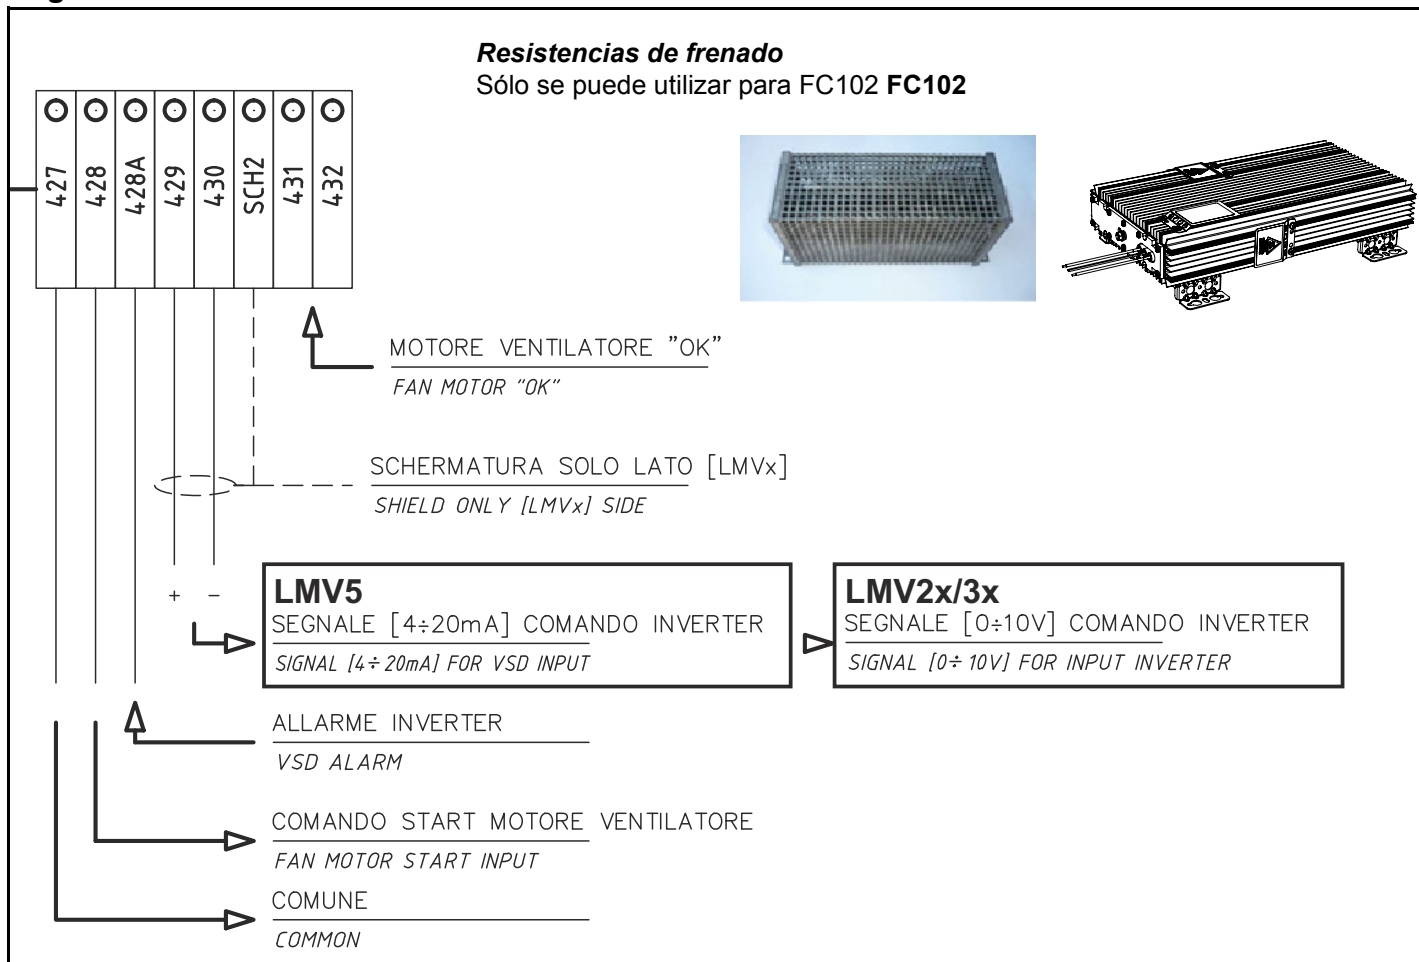 Resistencias de frenado
Sólo se puede utilizar para FC102 FC102
427
428
428A
429
430
SCH2
431
432
MOTORE VENTILATORE "OK"
FAN MOTOR "OK"
SCHERMATURA SOLO LATO [LMVx]
SHIELD ONLY [LMVx] SIDE
+ -
LMV5
SEGNALE [4÷20mA] COMANDO INVERTER
SIGNAL [4÷20mA] FOR VSD INPUT
LMV2x/3x
SEGNALE [0÷10V] COMANDO INVERTER
SIGNAL [0÷10V] FOR INPUT INVERTER
ALLARME INVERTER
VSD ALARM
COMANDO START MOTORE VENTILATORE
FAN MOTOR START INPUT
COMUNE
COMMON